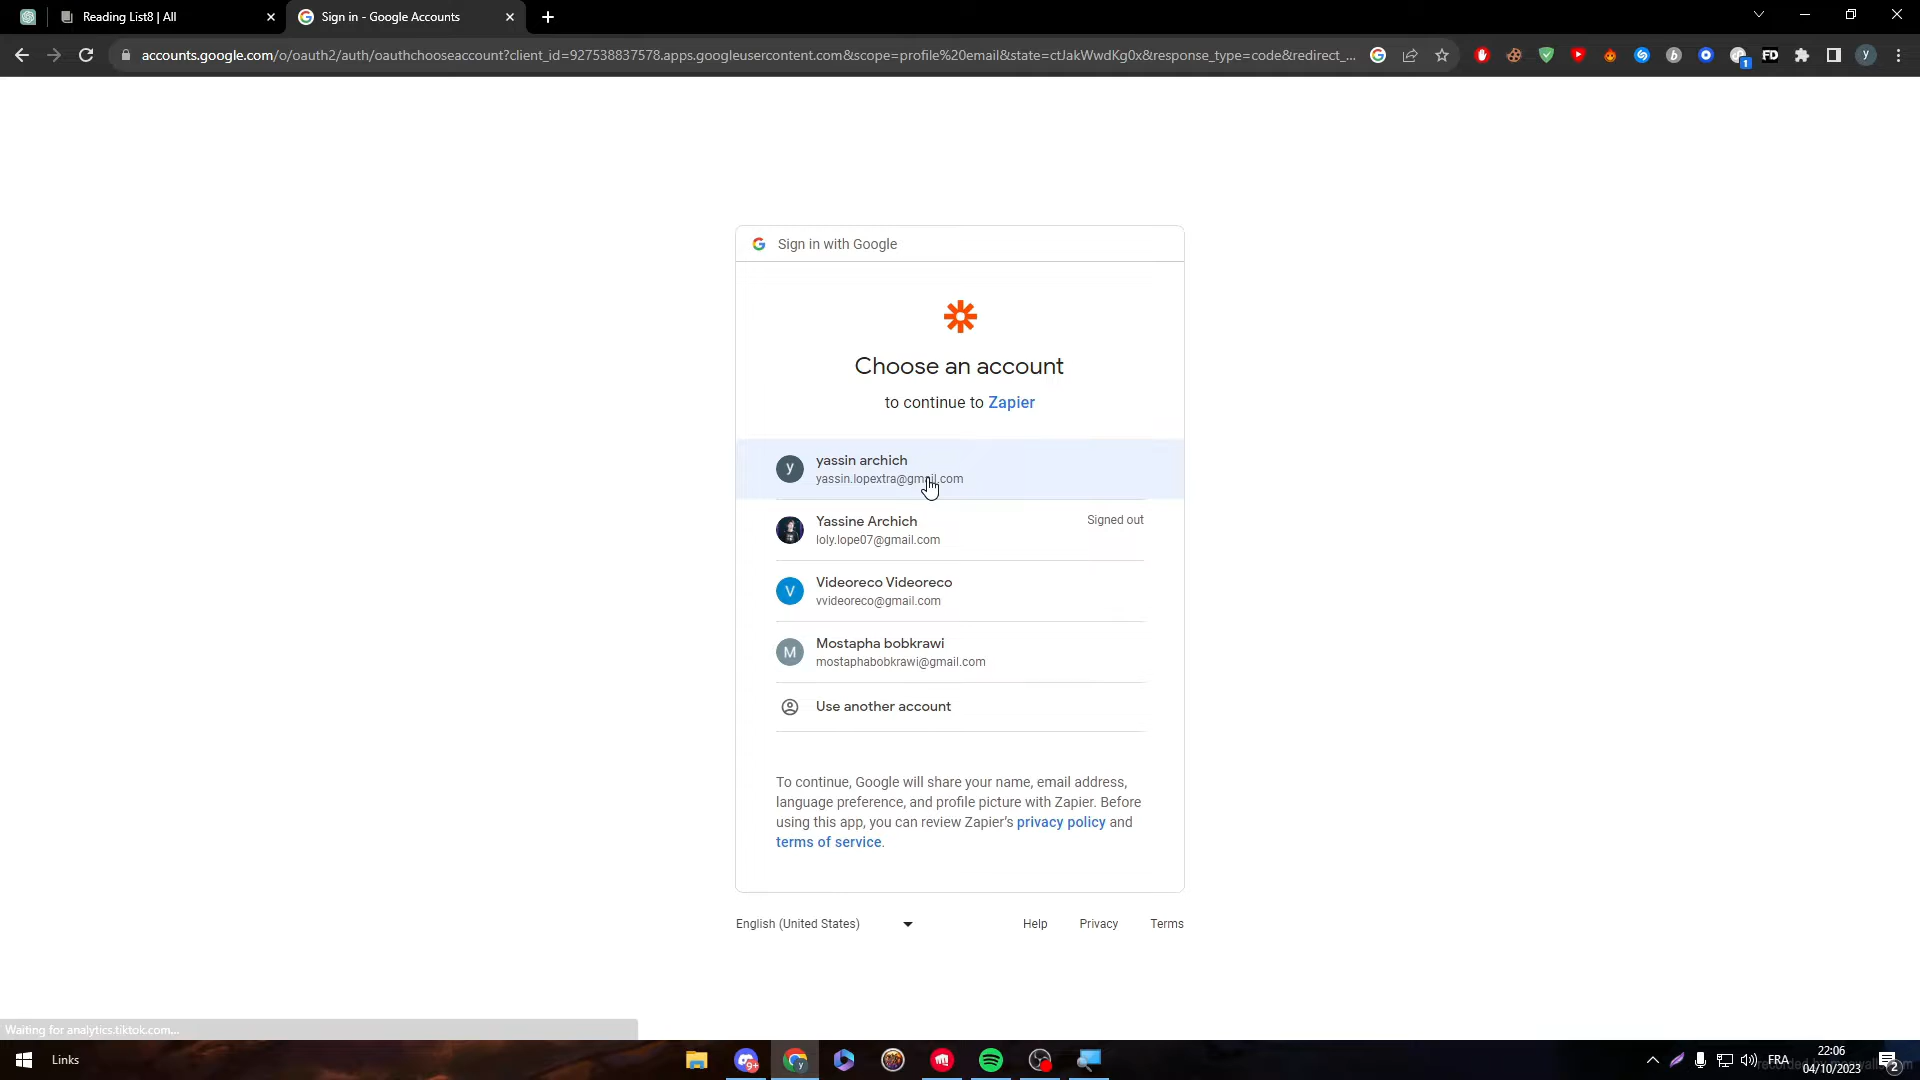 Reading List8 | All
Sign in - Google Accounts
accounts.google.com/o/oauth2/auth/oauthchooseaccount?client_id=927538837578.apps.googleusercontent.com&scope=profile%20email&state=ctJakWwdKg0x&response_type=code&redirect_...
b
1
FD
y
Sign in with Google
Choose an account
to continue to Zapier
y
yassin archich
yassin.lopextra@gmail.com
Yassine Archich
Signed out
loly.lope07@gmail.com
V
Videoreco Videoreco
vvideoreco@gmail.com
M
Mostapha bobkrawi
mostaphabobkrawi@gmail.com
Use another account
To continue, Google will share your name, email address,
language preference, and profile picture with Zapier. Before
using this app, you can review Zapier's privacy policy and
terms of service.
English (United States)
Help
Privacy
Terms
Waiting for analytics.tiktok.com...
Links
9+
y
FRA
22:06
04/10/2023
2